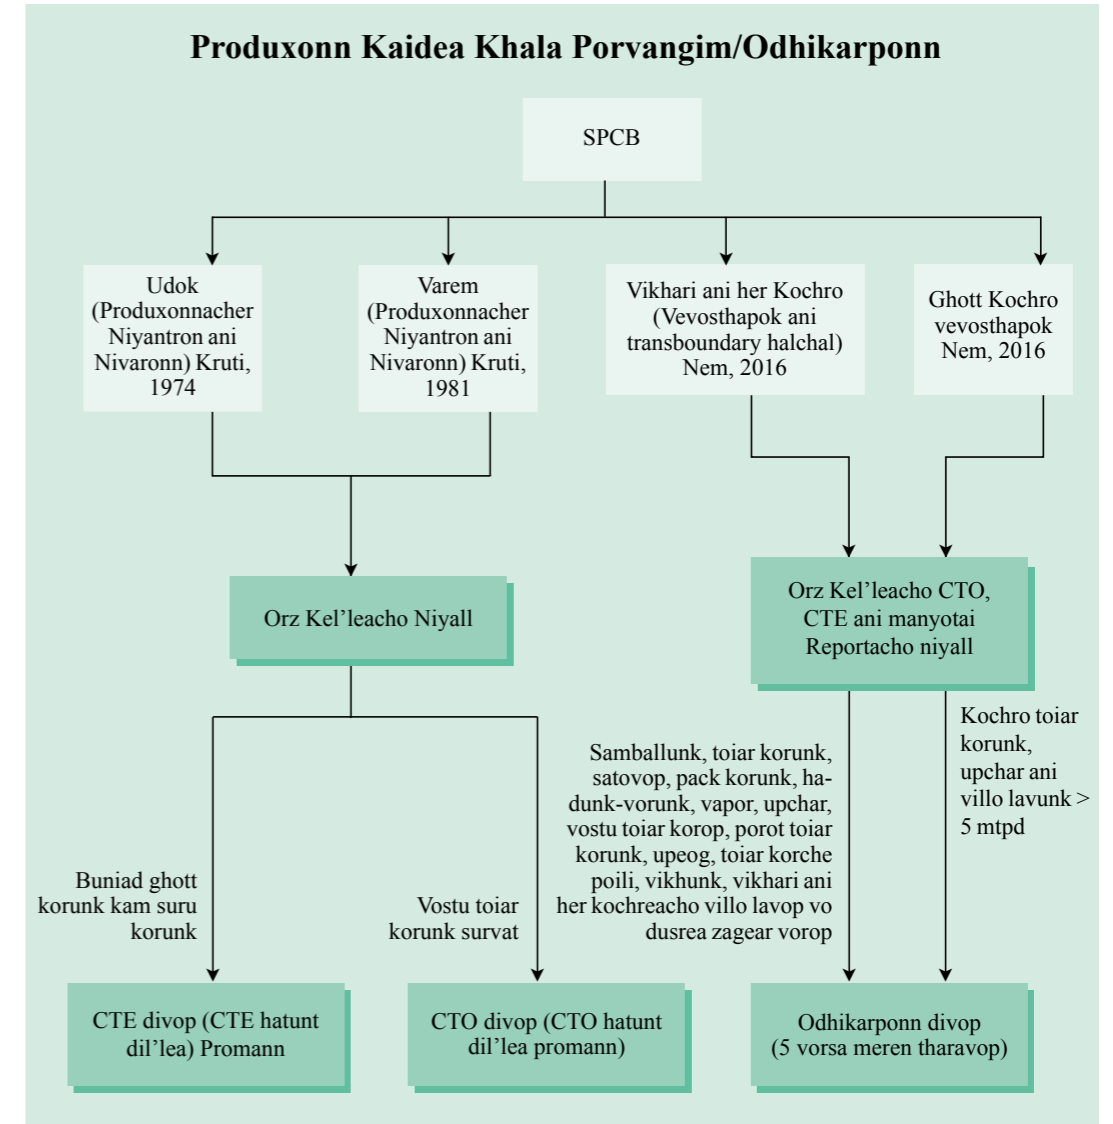 Produxonn Kaidea Khala Porvangim/Odhikarponn
SPCB
Udok
(Produxonnacher
Niyantron ani
Nivaronn) Kruti,
1974
Varem
(Produxonnacher
Niyantron ani
Nivaronn) Kruti,
1981
Vikhari ani her Kochro
(Vevosthapok ani
transboundary halchal)
Nem, 2016
Ghott Kochro
vevosthapok
Nem, 2016
Orz Kel’leacho Niyall
Orz Kel’leacho CTO,
CTE ani manyotai
Reportacho niyall
Buniad ghott
korunk kam suru
korunk
Vostu toiar
korunk survat
Samballunk, toiar korunk,
satovop, pack korunk, ha-
dunk-vorunk, vapor, upchar,
vostu toiar korop, porot toiar
korunk, upeog, toiar korche
poili, vikhunk, vikhari ani
her kochreacho villo lavop vo
dusrea zagear vorop
Kochro toiar
korunk,
upchar ani
villo lavunk >
5 mtpd
CTE divop (CTE hatunt
dil’lea) Promann
CTO divop (CTO hatunt
dil’lea promann)
Odhikarponn divop
(5 vorsa meren tharavop)